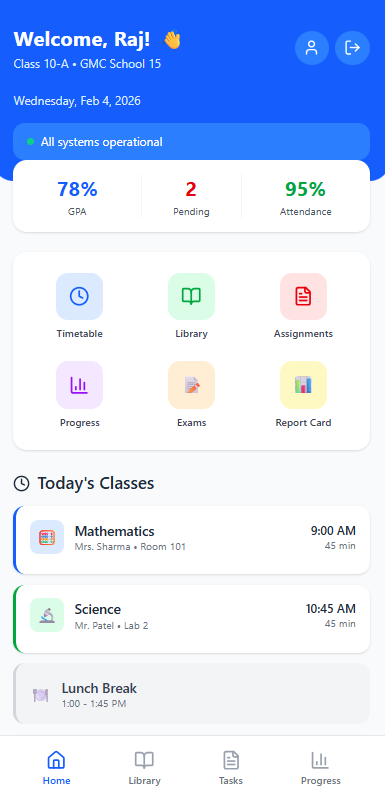 Welcome, Raj! 👋
Class 10-A • GMC School 15
Wednesday, Feb 4, 2026
All systems operational
78% 2 95%
GPA Pending Attendance
Timetable Library Assignments
Progress Exams Report Card
Today's Classes
Mathematics 9:00 AM
Mrs. Sharma • Room 101 45 min
Science 10:45 AM
Mr. Patel • Lab 2 45 min
Lunch Break
1:00 - 1:45 PM
Home Library Tasks Progress